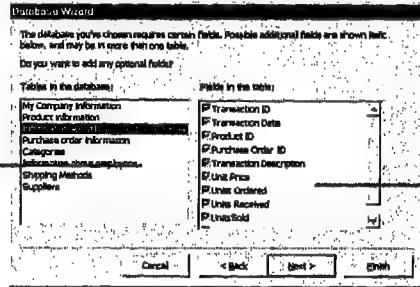 Database Wizard
The database you've chosen requires certain fields. Possible additional fields are shown italic
below, and may be in more than one table.
Do you want to add any optional fields?
Tables in the database:
Fields in the table:
My Company Information
Product information
Purchase order information
Categories
Information about employees
Shipping Methods
Suppliers
Transaction ID
Transaction Date
Product ID
Purchase Order ID
Transaction Description
Unit Price
Units Ordered
Units Received
Units Sold
Cancel
< Back
Next >
Finish